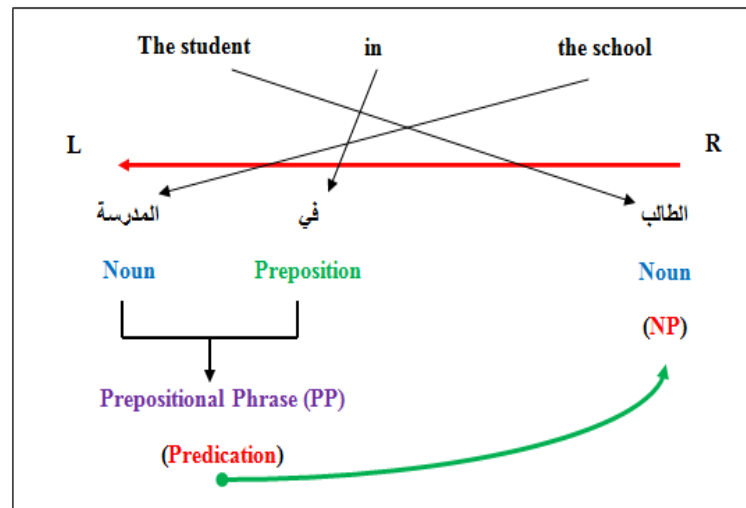 The student in the school
L R
الطالب في المدرسة
Noun Preposition Noun
(NP)
Prepositional Phrase (PP)
(Predication)